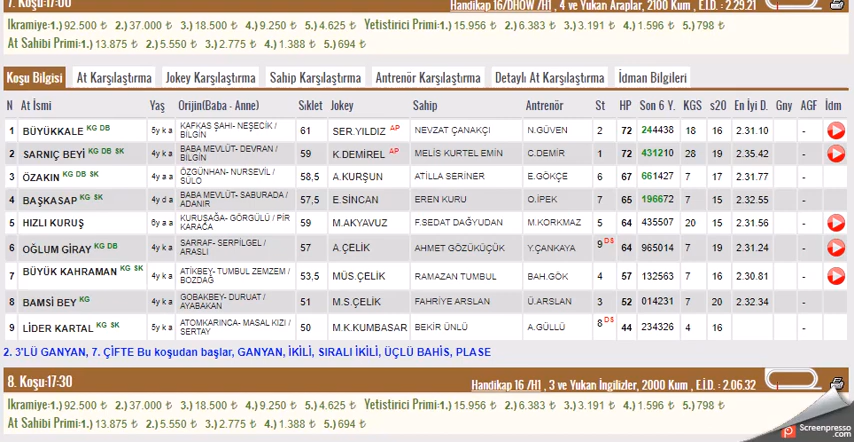 7. Koşu:17:00 Handikap 16/DHÖW /H1 , 4 ve Yukarı Araplar, 2100 Kum , E.İ.D. : 2.29.21
Ikramiye:1.) 92.500 ₺ 2.) 37.000 ₺ 3.) 18.500 ₺ 4.) 9.250 ₺ 5.) 4.625 ₺ Yetistirici Primi:1.) 15.956 ₺ 2.) 6.383 ₺ 3.) 3.191 ₺ 4.) 1.596 ₺ 5.) 798 ₺
At Sahibi Primi:1.) 13.875 ₺ 2.) 5.550 ₺ 3.) 2.775 ₺ 4.) 1.388 ₺ 5.) 694 ₺
Koşu Bilgisi At Karşılaştırma Jokey Karşılaştırma Sahip Karşılaştırma Antrenör Karşılaştırma Detaylı At Karşılaştırma İdman Bilgileri
N At İsmi Yaş Orijin(Baba - Anne) Sıklet Jokey Sahip Antrenör St HP Son 6 Y. KGS s20 En İyi D. Gny AGF İdm
1 BÜYÜKKALE KG DB 5y k a KAFKAS ŞAHI- NEŞECİK / BİLGİN 61 SER.YILDIZ AP NEVZAT ÇANAKÇI N.GÜVEN 2 72 244438 18 16 2.31.10 -
2 SARNIÇ BEYİ KG DB SK 5y k a BABA MEVLÜT- DEVRAN / BİLGİN 59 K.DEMİREL AP MELİS KURTEL EMİN C.DEMİR 1 72 431210 28 19 2.35.42 -
3 ÖZAKIN KG DB SK 4y a a ÖZGÜNHAN- NURSEVİL / SÜLO 58,5 A.KURŞUN ATİLLA SERİNER E.GÖKÇE 6 67 661427 7 17 2.31.77 -
4 BAŞKASAP KG SK 4y d a BABA MEVLÜT- SABURADA / ADANIR 57,5 E.SİNCAN EREN KURU O.İPEK 7 65 196672 7 15 2.32.55 -
5 HIZLI KURUŞ 6y a a KURUŞAĞA- GÖRGÜLÜ / PİR KARACA 59 M.AKYAVUZ F.SEDAT DAĞYUDAN M.KORKMAZ 5 64 435507 20 15 2.31.56 -
6 OĞLUM GİRAY KG DB 4y k a SARRAF- SERPİLGEL / ARASLI 57 A.ÇELİK AHMET GÖZÜKÜÇÜK Y.ÇANKAYA 9 DS 64 965014 7 19 2.31.24 -
7 BÜYÜK KAHRAMAN KG SK 4y k a ATİKBEY- TUMBUL ZEMZEM / BOZDAĞ 53,5 MÜS.ÇELİK RAMAZAN TUMBUL BAH.GÖK 4 57 132563 7 16 2.30.81 -
8 BAMSİ BEY KG 4y k a GOBAKBEY- DURUAT / AYABAKAN 51 M.S.ÇELİK FAHRİYE ARSLAN Ü.ARSLAN 3 52 014231 7 20 2.32.34 -
9 LİDER KARTAL KG SK 5y k a ATOMKARINCA- MASAL KIZI / SERTAY 50 M.K.KUMBASAR BEKİR ÜNLÜ A.GÜLLÜ 8 DS 44 234326 4 16 -
2. 3'LÜ GANYAN, 7. ÇİFTE Bu koşudan başlar, GANYAN, İKİLİ, SIRALI İKİLİ, ÜÇLÜ BAHİS, PLASE
8. Koşu:17:30 Handikap 16 /H1 , 3 ve Yukarı İngilizler, 2000 Kum , E.İ.D. : 2.06.32
Ikramiye:1.) 92.500 ₺ 2.) 37.000 ₺ 3.) 18.500 ₺ 4.) 9.250 ₺ 5.) 4.625 ₺ Yetistirici Primi:1.) 15.956 ₺ 2.) 6.383 ₺ 3.) 3.191 ₺ 4.) 1.596 ₺ 5.) 798 ₺
At Sahibi Primi:1.) 13.875 ₺ 2.) 5.550 ₺ 3.) 2.775 ₺ 4.) 1.388 ₺ 5.) 694 ₺
Screenpresso
.com